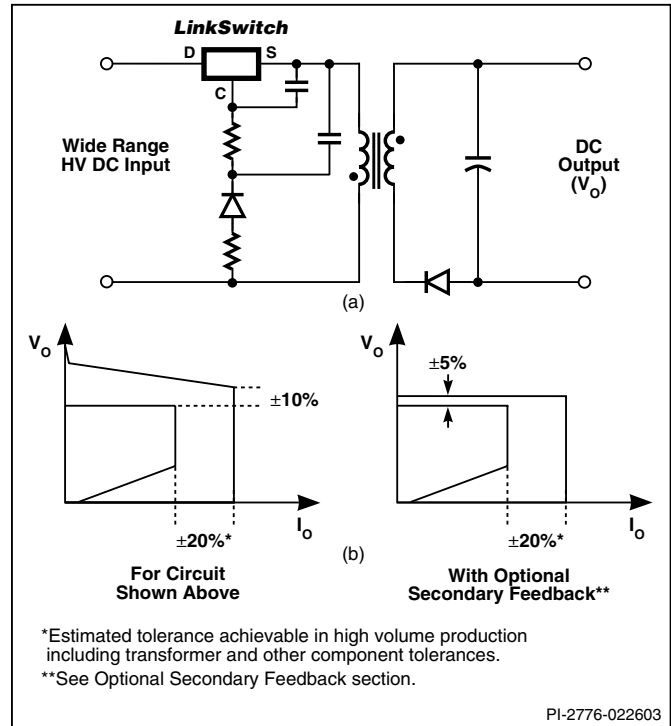 LinkSwitch
D
S
C
Wide Range
HV DC Input
DC
Output
(VO)
(a)
VO
±10%
±20%*
IO
For Circuit
Shown Above
(b)
VO
±5%
±20%*
IO
With Optional
Secondary Feedback**
*Estimated tolerance achievable in high volume production
including transformer and other component tolerances.
**See Optional Secondary Feedback section.
PI-2776-022603